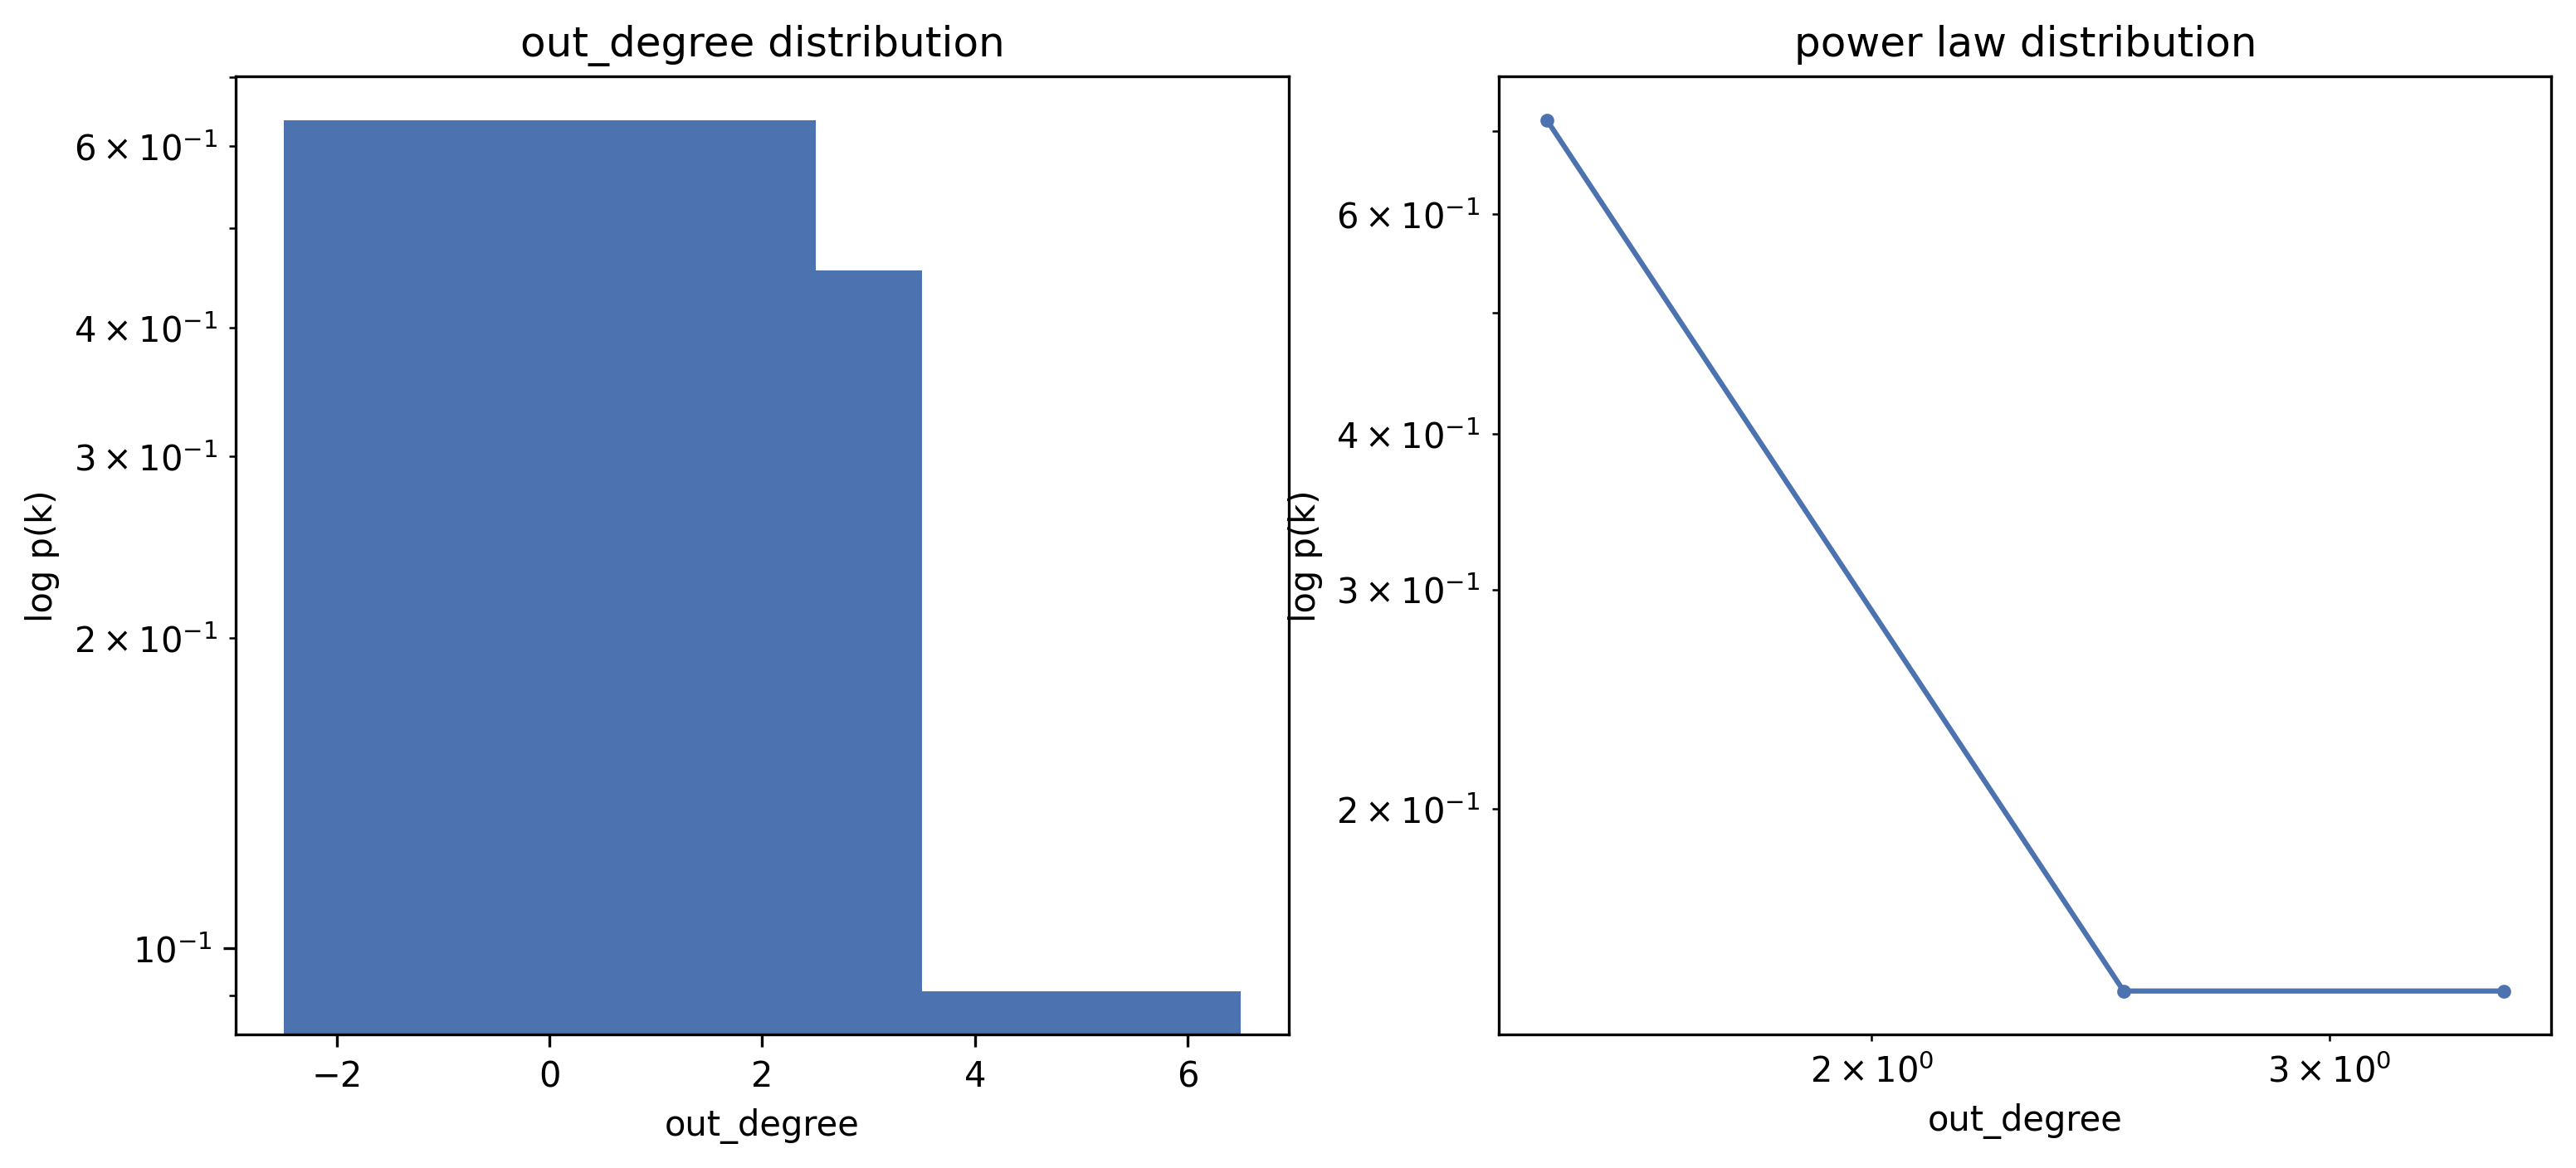 out_degree distribution
6 × 10⁻¹
4 × 10⁻¹
3 × 10⁻¹
2 × 10⁻¹
10⁻¹
log p(k)
−2 0 2 4 6
out_degree
power law distribution
6 × 10⁻¹
4 × 10⁻¹
3 × 10⁻¹
2 × 10⁻¹
log p(k)
2 × 10⁰ 3 × 10⁰
out_degree